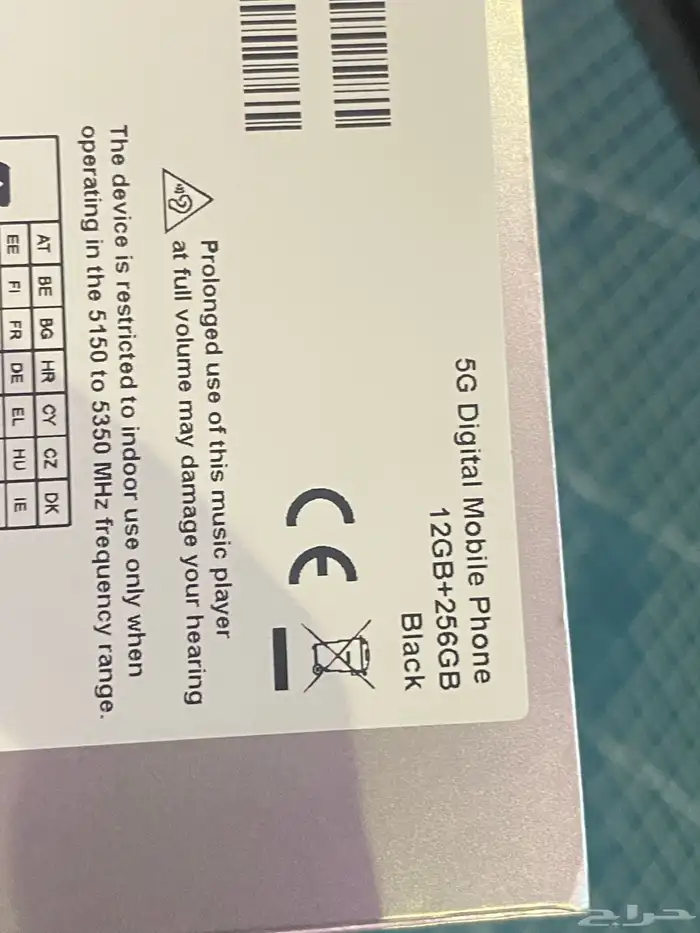 5G Digital Mobile Phone
12GB+256GB
Black
CE
Prolonged use of this music player
at full volume may damage your hearing
The device is restricted to indoor use only when
operating in the 5150 to 5350 MHz frequency range.
AT BE BG HR CY CZ DK
EE FI FR DE EL HU IE
حراج